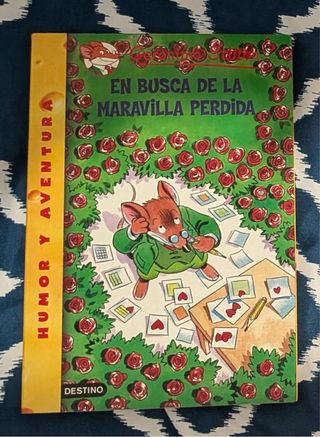 EN BUSCA DE LA
MARAVILLA PERDIDA
HUMOR Y AVENTURA
DESTINO